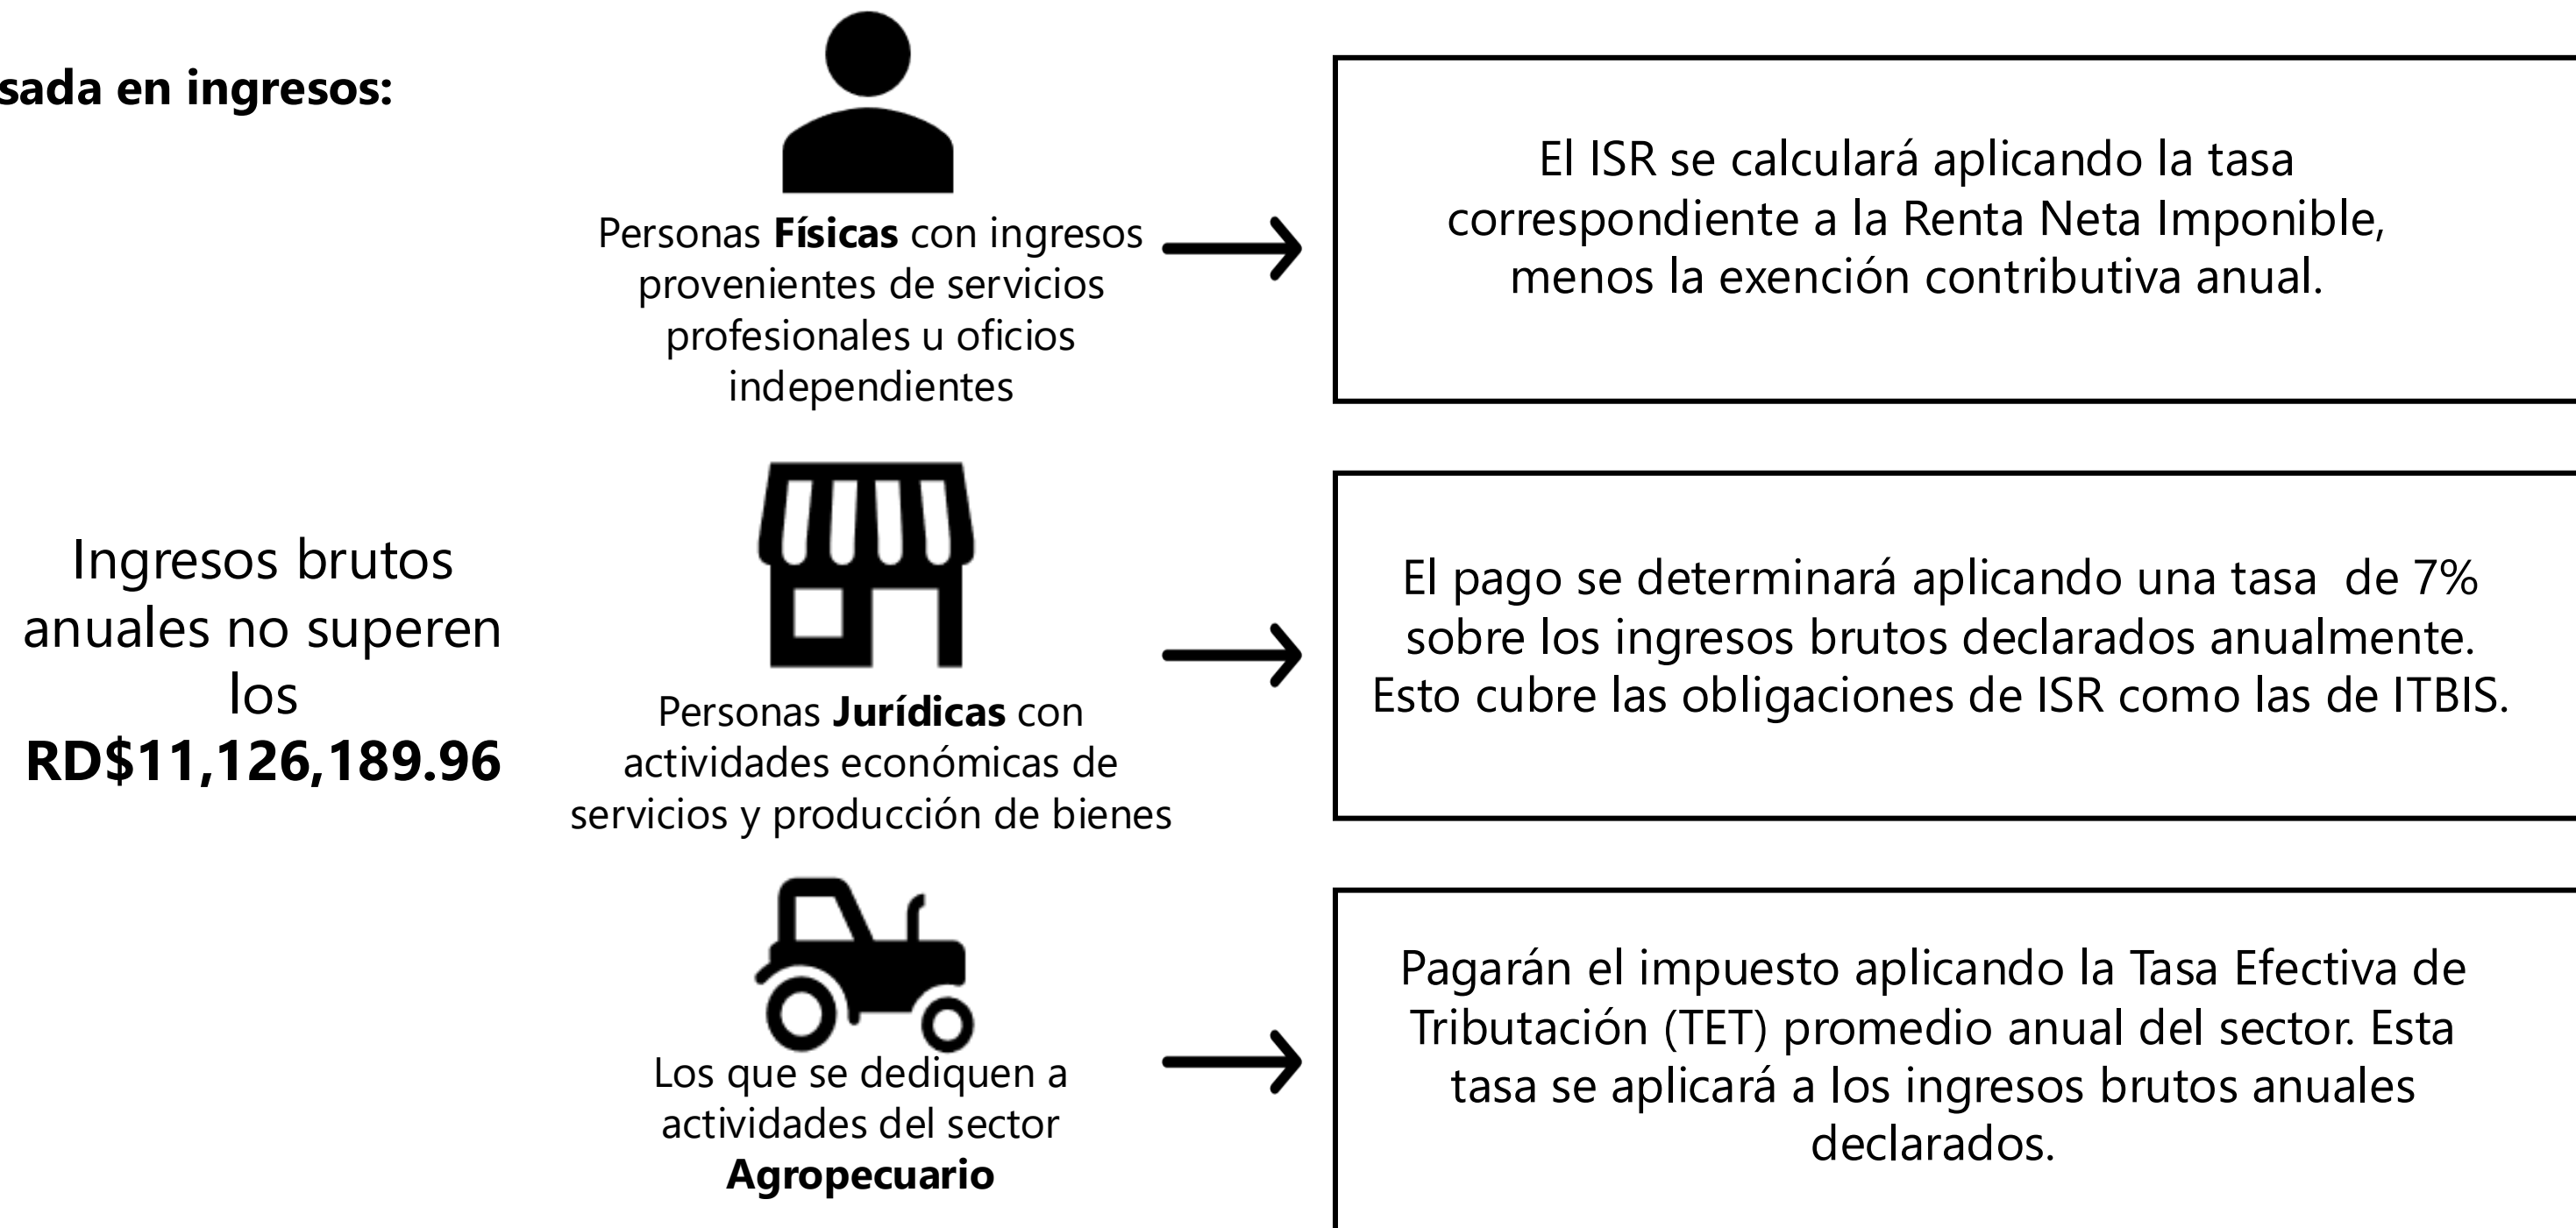 sada en ingresos:
Ingresos brutos
anuales no superen
los
RD$11,126,189.96
Personas Físicas con ingresos
provenientes de servicios
profesionales u oficios
independientes
El ISR se calculará aplicando la tasa
correspondiente a la Renta Neta Imponible,
menos la exención contributiva anual.
Personas Jurídicas con
actividades económicas de
servicios y producción de bienes
El pago se determinará aplicando una tasa  de 7%
sobre los ingresos brutos declarados anualmente.
Esto cubre las obligaciones de ISR como las de ITBIS.
Los que se dediquen a
actividades del sector
Agropecuario
Pagarán el impuesto aplicando la Tasa Efectiva de
Tributación (TET) promedio anual del sector. Esta
tasa se aplicará a los ingresos brutos anuales
declarados.